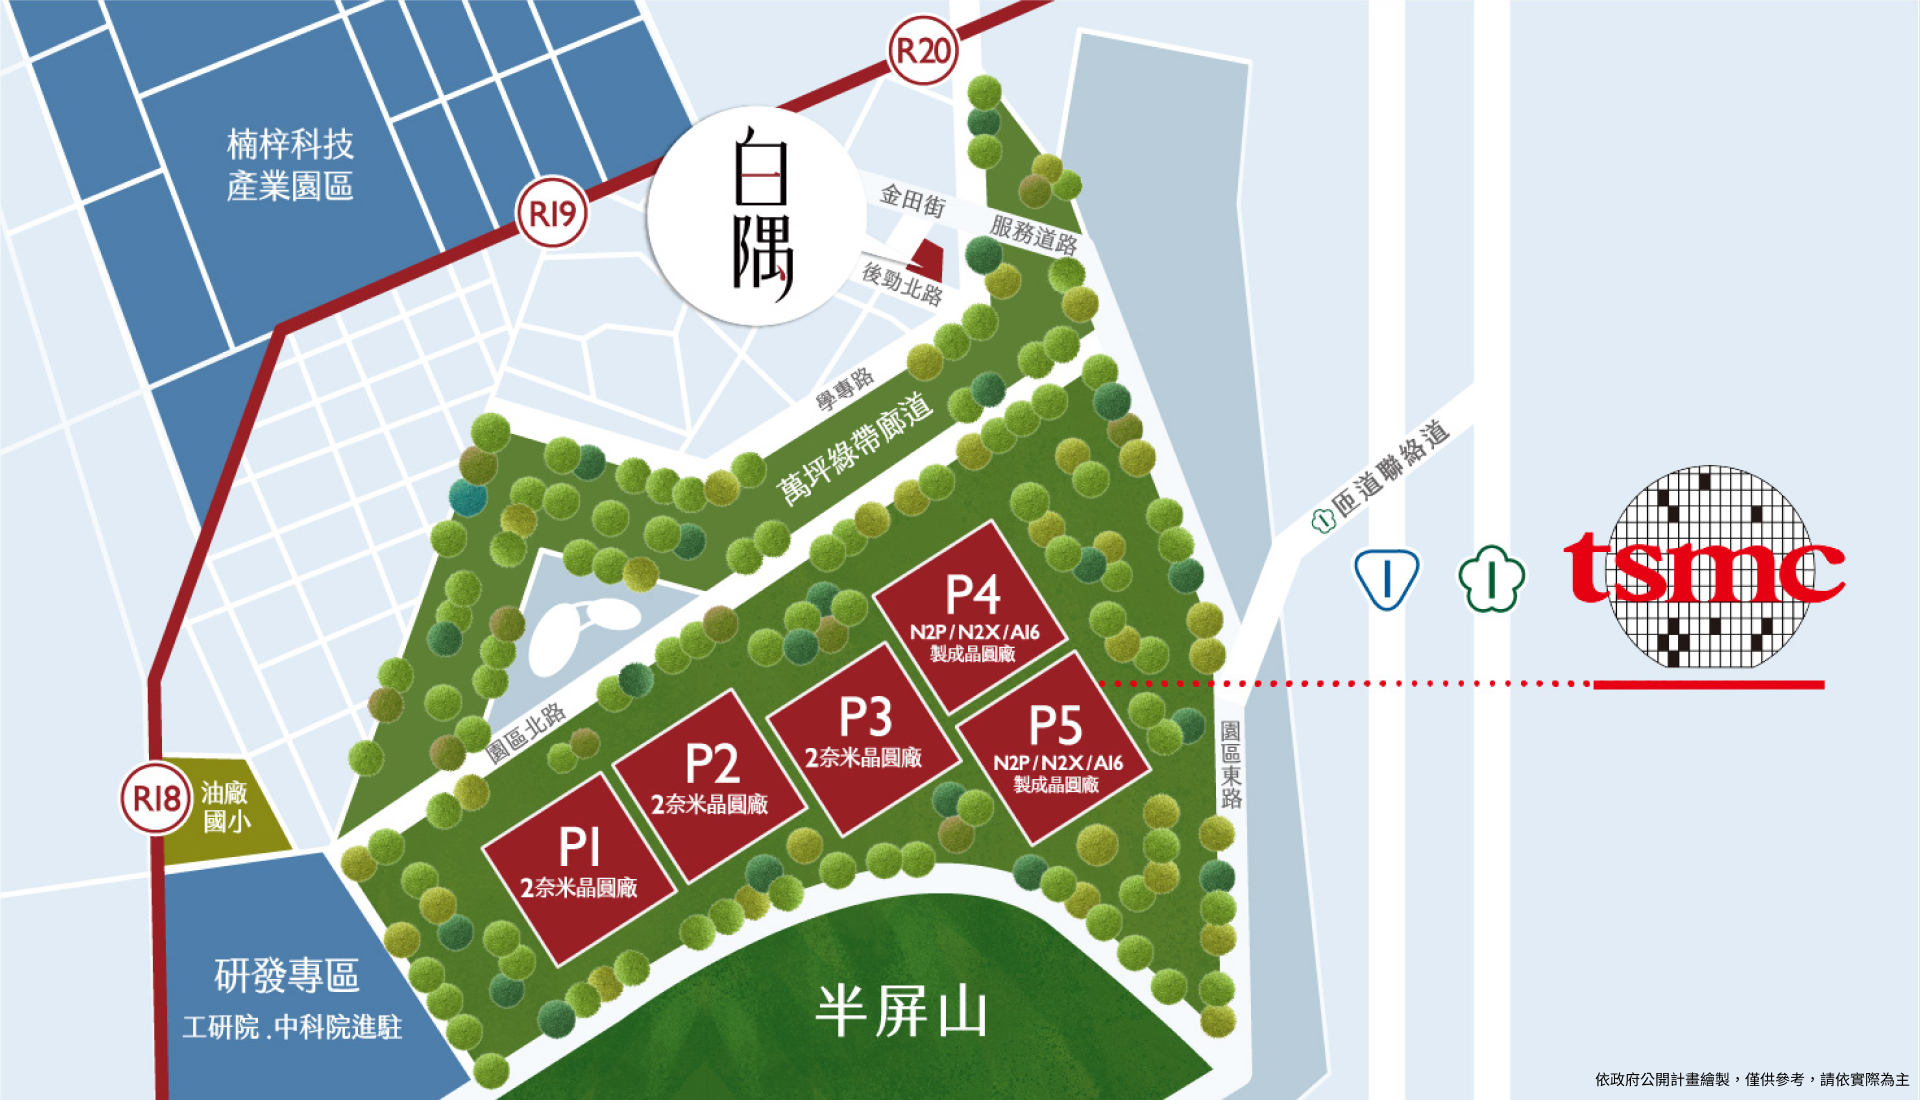 R20
楠梓科技
產業園區
R19
白隅
金田街
服務道路
後勁北路
學專路
萬坪綠帶廊道
匝道聯絡道
1
1
1
tsmc
P4
N2P/N2X/A16
製成晶圓廠
P3
2奈米晶圓廠
P5
N2P/N2X/A16
製成晶圓廠
P2
2奈米晶圓廠
P1
2奈米晶圓廠
園區北路
園區東路
R18
油廠
國小
研發專區
工研院.中科院進駐
半屏山
依政府公開計畫繪製，僅供參考，請依實際為主